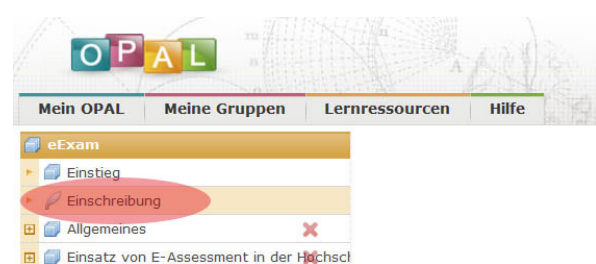 OPAL
Mein OPAL Meine Gruppen Lernressourcen Hilfe
eExam
Einstieg
Einschreibung
Allgemeines
Einsatz von E-Assessment in der Hochsch